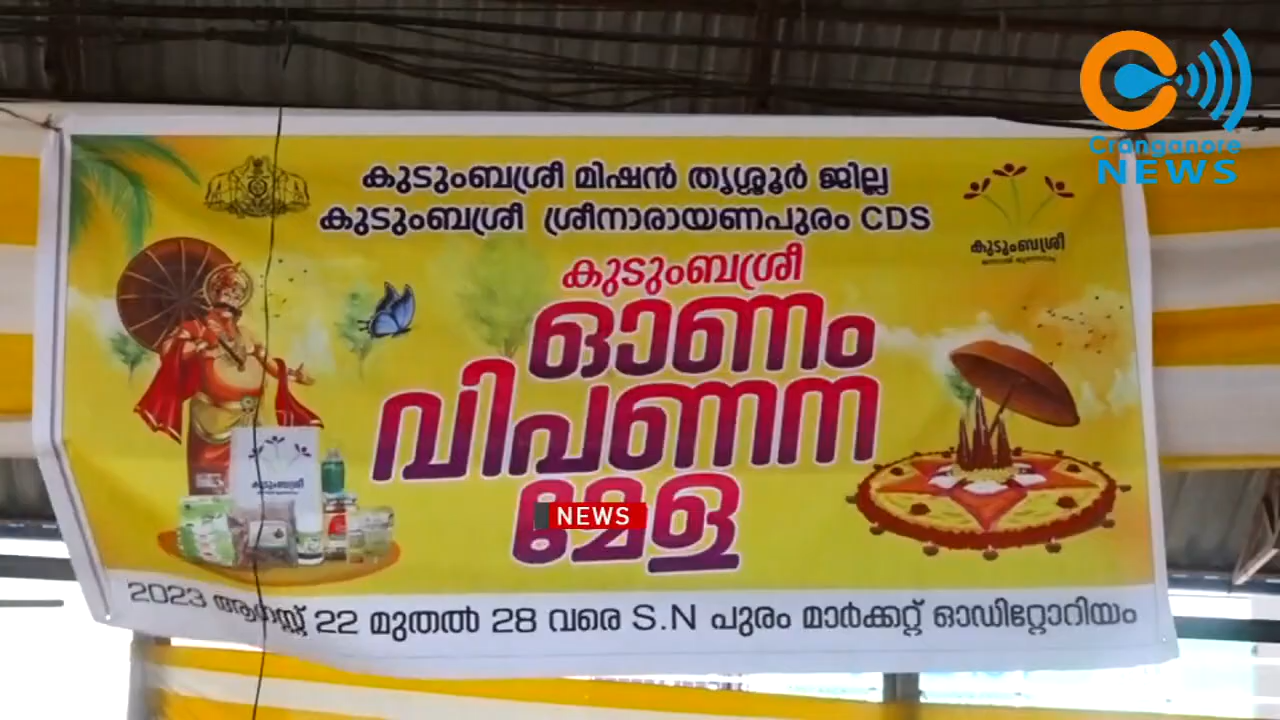 Cranganore
NEWS
കുടുംബശ്രീ മിഷൻ തൃശ്ശൂർ ജില്ല
കുടുംബശ്രീ ശ്രീനാരായണപുരം CDS
കുടുംബശ്രീ
കുടുംബശ്രീ
ഓണം
വിപണന
മേള
NEWS
കുടുംബശ്രീ
2023 ആഗസ്റ്റ് 22 മുതൽ 28 വരെ S.N പുരം മാർക്കറ്റ് ഓഡിറ്റോറിയം